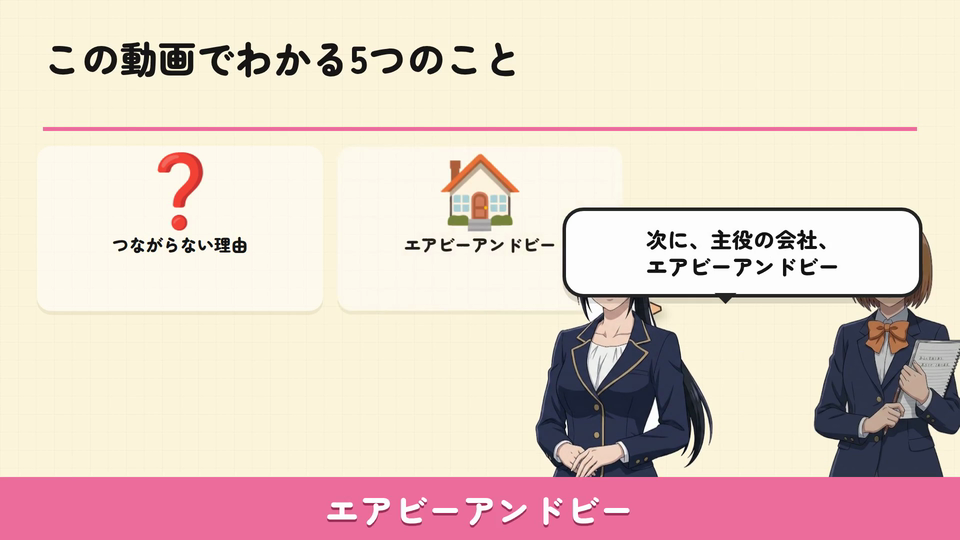 この動画でわかる5つのこと
つながらない理由
エアビーアンドビー
次に、主役の会社、
エアビーアンドビー
エアビーアンドビー